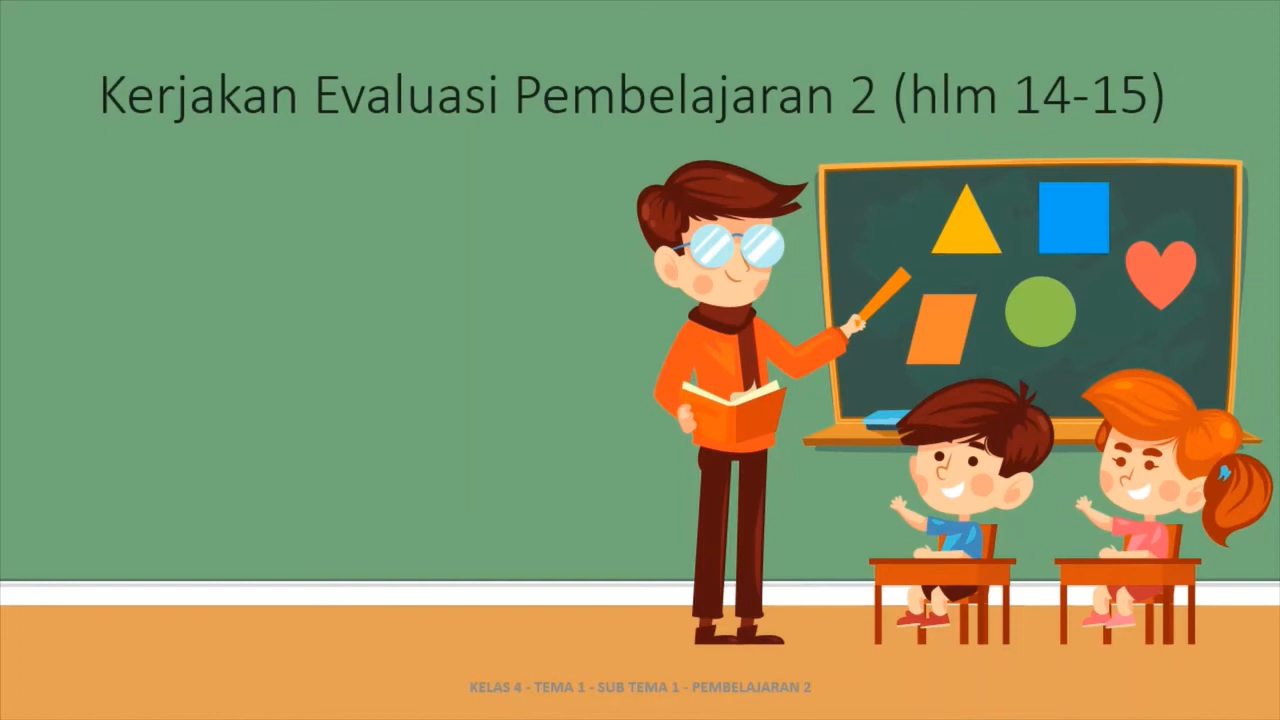 Kerjakan Evaluasi Pembelajaran 2 (hlm 14-15)
KELAS 4 - TEMA 1 - SUB TEMA 1 - PEMBELAJARAN 2